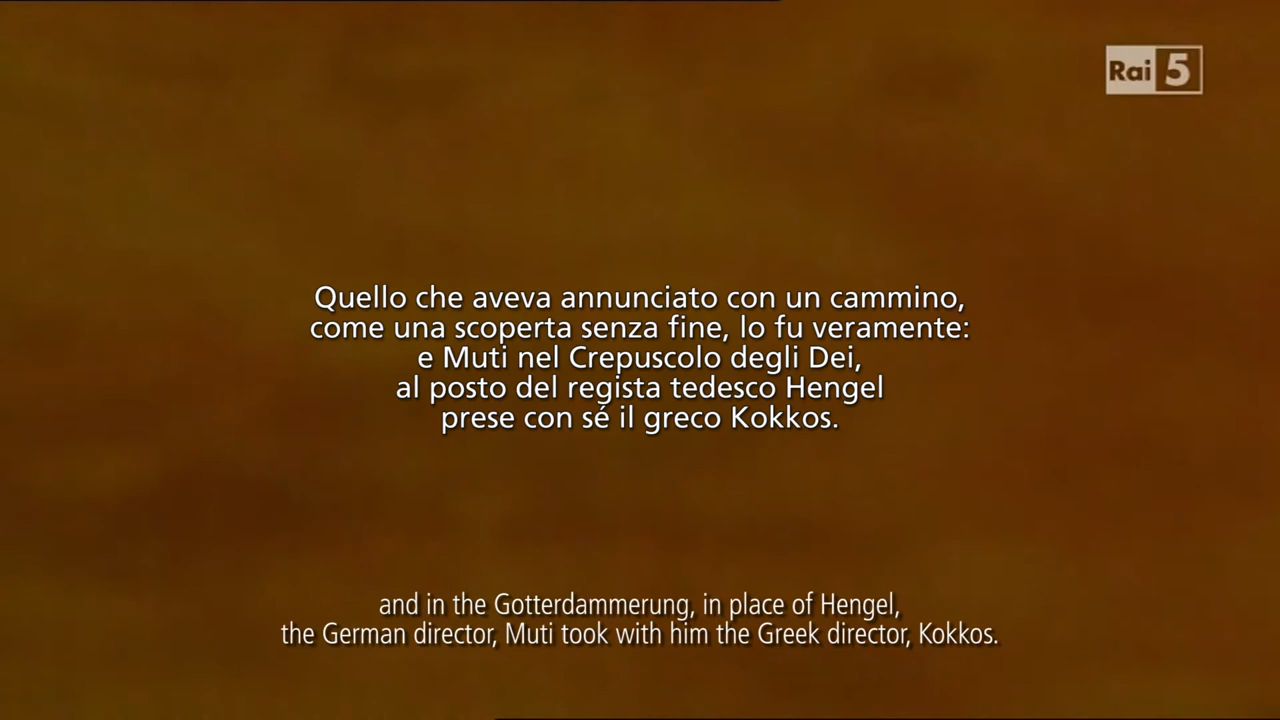 Rai 5
Quello che aveva annunciato con un cammino,
come una scoperta senza fine, lo fu veramente:
e Muti nel Crepuscolo degli Dei,
al posto del regista tedesco Hengel
prese con sé il greco Kokkos.
and in the Gotterdammerung, in place of Hengel,
the German director, Muti took with him the Greek director, Kokkos.